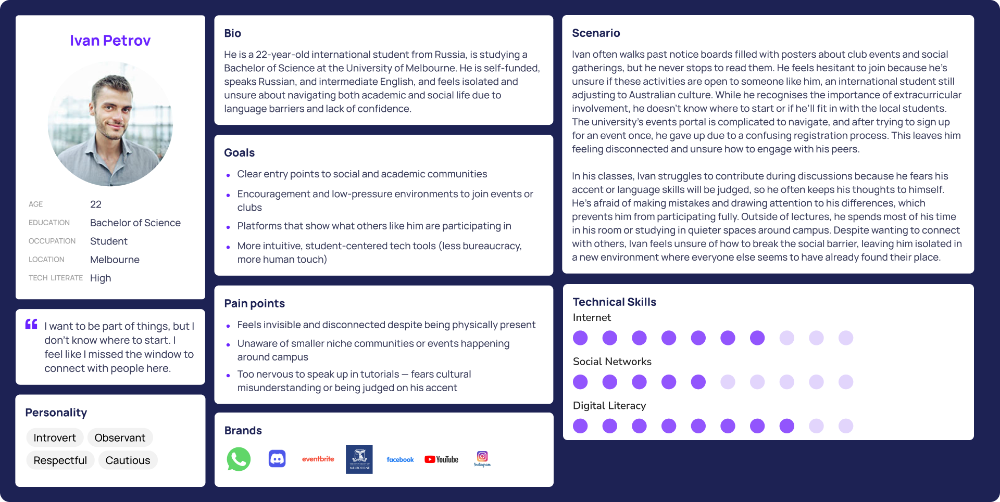 Ivan Petrov
AGE 22
EDUCATION Bachelor of Science
OCCUPATION Student
LOCATION Melbourne
TECH LITERATE High
“ I want to be part of things, but I
don’t know where to start. I
feel like I missed the window to
connect with people here.
Personality
Introvert Observant
Respectful Cautious
Bio
He is a 22-year-old international student from Russia, is studying a
Bachelor of Science at the University of Melbourne. He is self-funded,
speaks Russian, and intermediate English, and feels isolated and
unsure about navigating both academic and social life due to
language barriers and lack of confidence.
Goals
• Clear entry points to social and academic communities
• Encouragement and low-pressure environments to join events or
clubs
• Platforms that show what others like him are participating in
• More intuitive, student-centered tech tools (less bureaucracy,
more human touch)
Pain points
• Feels invisible and disconnected despite being physically present
• Unaware of smaller niche communities or events happening
around campus
• Too nervous to speak up in tutorials — fears cultural
misunderstanding or being judged on his accent
Brands
eventbrite
THE UNIVERSITY OF
MELBOURNE
facebook
YouTube
Instagram
Scenario
Ivan often walks past notice boards filled with posters about club events and social
gatherings, but he never stops to read them. He feels hesitant to join because he’s
unsure if these activities are open to someone like him, an international student still
adjusting to Australian culture. While he recognises the importance of extracurricular
involvement, he doesn’t know where to start or if he’ll fit in with the local students.
The university’s events portal is complicated to navigate, and after trying to sign up
for an event once, he gave up due to a confusing registration process. This leaves him
feeling disconnected and unsure how to engage with his peers.
In his classes, Ivan struggles to contribute during discussions because he fears his
accent or language skills will be judged, so he often keeps his thoughts to himself.
He’s afraid of making mistakes and drawing attention to his differences, which
prevents him from participating fully. Outside of lectures, he spends most of his time
in his room or studying in quieter spaces around campus. Despite wanting to connect
with others, Ivan feels unsure of how to break the social barrier, leaving him isolated in
a new environment where everyone else seems to have already found their place.
Technical Skills
Internet
Social Networks
Digital Literacy